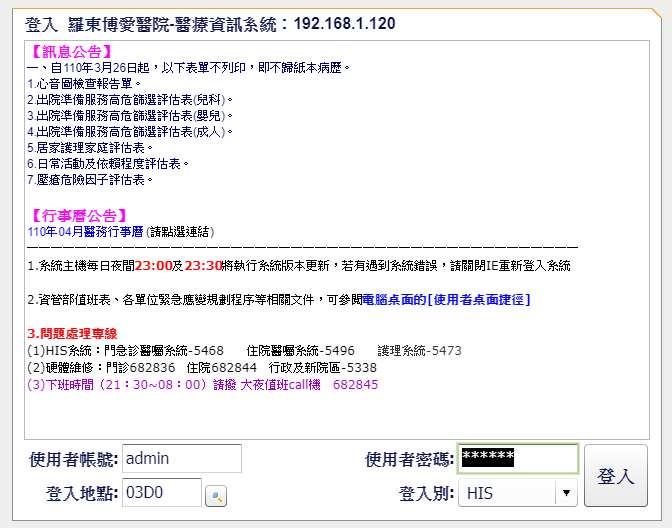 登入 羅東博愛醫院-醫療資訊系統：192.168.1.120
【訊息公告】
一、自110年3月26日起，以下表單不列印，即不歸紙本病歷。
1.心音圖檢查報告單。
2.出院準備服務高危篩選評估表(兒科)。
3.出院準備服務高危篩選評估表(嬰兒)。
4.出院準備服務高危篩選評估表(成人)。
5.居家護理家庭評估表。
6.日常活動及依賴程度評估表。
7.壓瘡危險因子評估表。
【行事曆公告】
110年04月醫務行事曆 (請點選連結)
1.系統主機每日夜間23:00及23:30將執行系統版本更新，若有遇到系統錯誤，請關閉IE重新登入系統
2.資管部值班表、各單位緊急應變規劃程序等相關文件，可參閱電腦桌面的[使用者桌面捷徑]
3.問題處理專線
(1)HIS系統：門急診醫囑系統-5468 住院醫囑系統-5496 護理系統-5473
(2)硬體維修：門診682836 住院682844 行政及新院區-5338
(3)下班時間（21：30~08：00）請撥 大夜值班call機 682845
使用者帳號: admin 使用者密碼: ******
登入地點: 03D0 登入別: HIS
登入